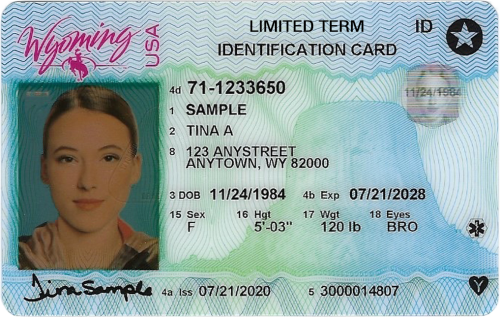 Wyoming
USA
LIMITED TERM
IDENTIFICATION CARD
ID
4d 71-1233650
1 SAMPLE
2 TINA A
8 123 ANYSTREET
ANYTOWN, WY 82000
11/24/1984
3 DOB 11/24/1984 4b Exp 07/21/2028
15 Sex 16 Hgt 17 Wgt 18 Eyes
F 5'-03" 120 lb BRO
Tina Sample
4a Iss 07/21/2020 5 3000014807
Y